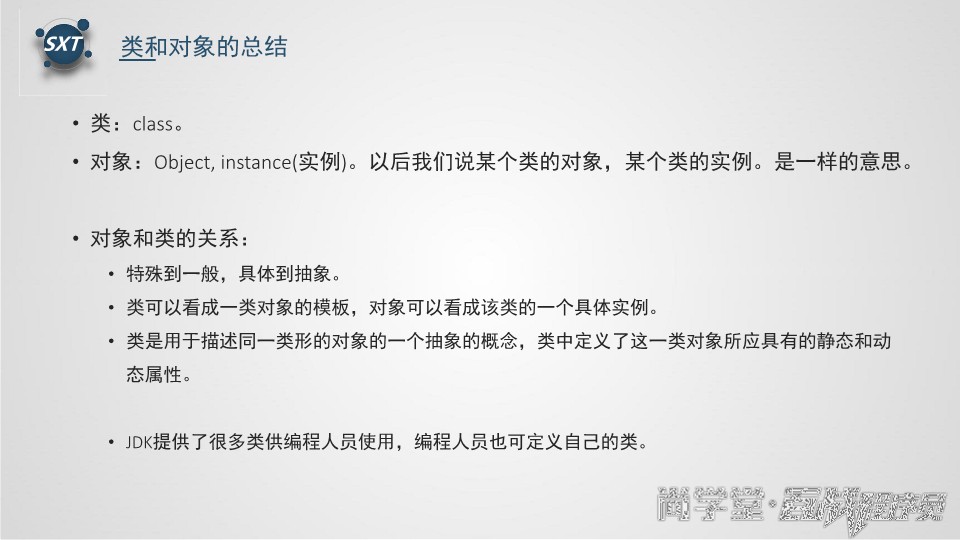 SXT
类和对象的总结
• 类：class。
• 对象：Object, instance(实例)。以后我们说某个类的对象，某个类的实例。是一样的意思。
• 对象和类的关系：
• 特殊到一般，具体到抽象。
• 类可以看成一类对象的模板，对象可以看成该类的一个具体实例。
• 类是用于描述同一类形的对象的一个抽象的概念，类中定义了这一类对象所应具有的静态和动
态属性。
• JDK提供了很多类供编程人员使用，编程人员也可定义自己的类。
尚学堂·